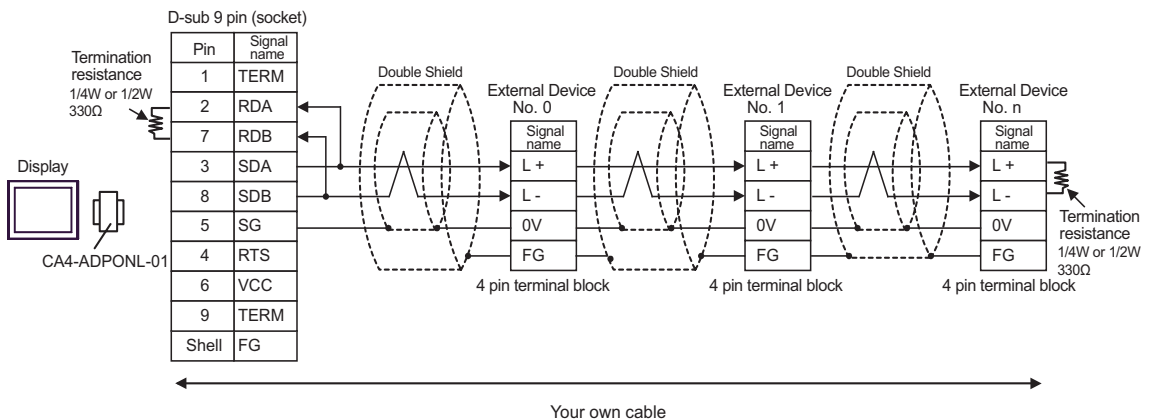 D-sub 9 pin (socket)
Pin Signal name
1 TERM
2 RDA
7 RDB
3 SDA
8 SDB
5 SG
4 RTS
6 VCC
9 TERM
Shell FG
Termination
resistance
1/4W or 1/2W
330Ω
Display
CA4-ADPONL-01
Double Shield
External Device
No. 0
Signal
name
L +
L -
0V
FG
4 pin terminal block
Double Shield
External Device
No. 1
Signal
name
L +
L -
0V
FG
4 pin terminal block
Double Shield
External Device
No. n
Signal
name
L +
L -
0V
FG
4 pin terminal block
Termination
resistance
1/4W or 1/2W
330Ω
Your own cable